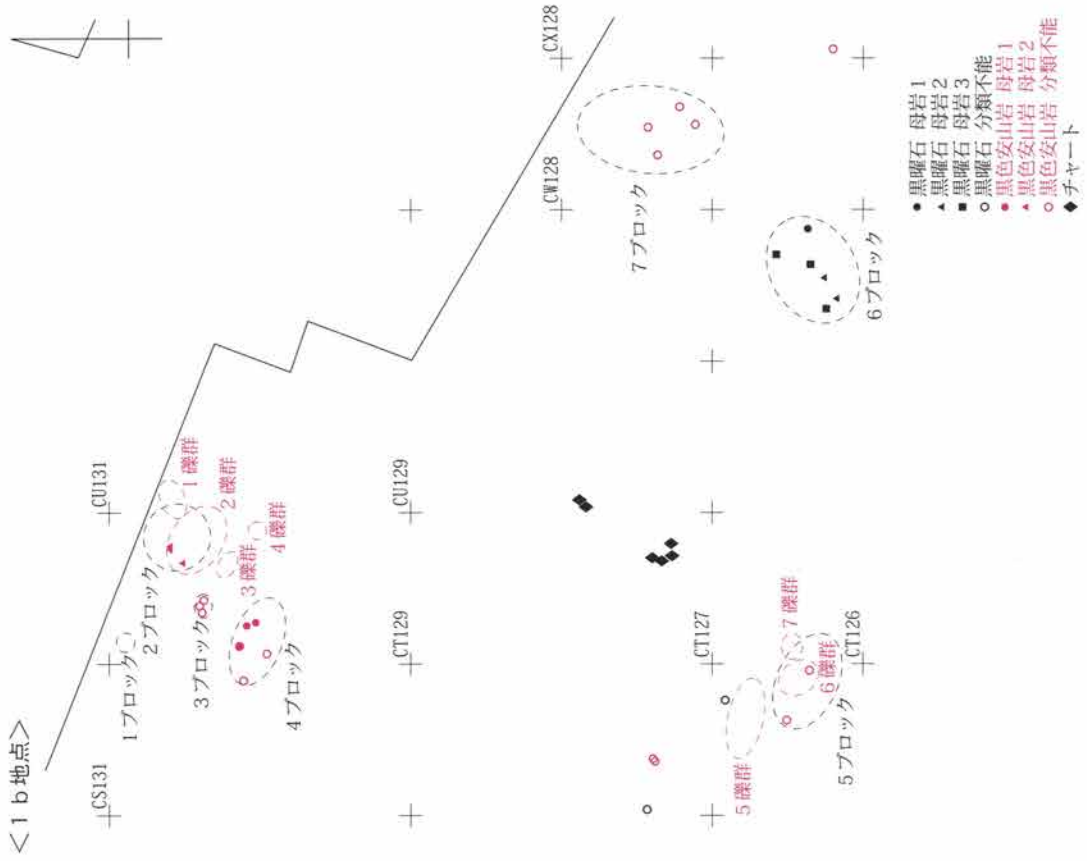 ＜１ｂ地点＞
CS131
CU131
１ブロック
２ブロック
１礫群
２礫群
３ブロック
３礫群
４礫群
４ブロック
CT129
CU129
CW128
CX128
７ブロック
CT127
５礫群
６礫群
７礫群
５ブロック
CT126
６ブロック
● 黒曜石 母岩１
▲ 黒曜石 母岩２
■ 黒曜石 母岩３
○ 黒曜石 分類不能
● 黒色安山岩 母岩１
▲ 黒色安山岩 母岩２
○ 黒色安山岩 分類不能
◆ チャート